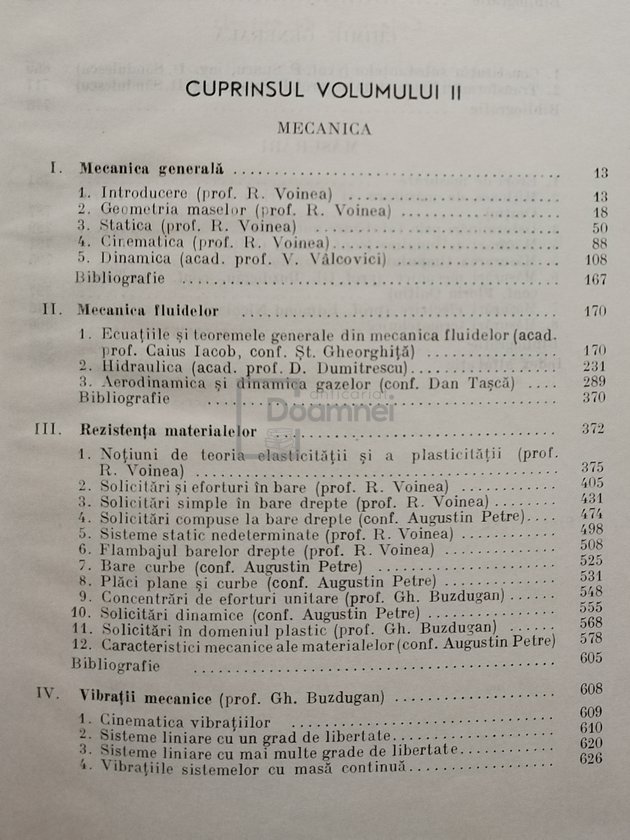 CUPRINSUL VOLUMULUI II
MECANICA
I. Mecanica generală ........ 13
1. Introducere (prof. R. Voinea) ........ 13
2. Geometria maselor (prof. R. Voinea) ........ 18
3. Statica (prof. R. Voinea) ........ 50
4. Cinematica (prof. R. Voinea) ........ 88
5. Dinamica (acad. prof. V. Vâlcovici) ........ 108
Bibliografie ........ 167
II. Mecanica fluidelor ........ 170
1. Ecuațiile și teoremele generale din mecanica fluidelor (acad.
prof. Caius Iacob, conf. Șt. Gheorghiță) ........ 170
2. Hidraulica (acad. prof. D. Dumitrescu) ........ 231
3. Aerodinamica și dinamica gazelor (conf. Dan Tașcă) .... 289
Bibliografie ........ 370
anticariat
Doamnei
III. Rezistența materialelor ........ 372
1. Noțiuni de teoria elasticității și a plasticității (prof.
R. Voinea) ........ 375
2. Solicitări și eforturi în bare (prof. R. Voinea) ........ 405
3. Solicitări simple în bare drepte (prof. R. Voinea) ........ 431
4. Solicitări compuse la bare drepte (conf. Augustin Petre) .... 474
5. Sisteme static nedeterminate (prof. R. Voinea) ........ 498
6. Flambajul barelor drepte (prof. R. Voinea) ........ 508
7. Bare curbe (conf. Augustin Petre) ........ 525
8. Plăci plane și curbe (conf. Augustin Petre) ........ 531
9. Concentrări de eforturi unitare (prof. Gh. Buzdugan) ...... 548
10. Solicitări dinamice (conf. Augustin Petre) ........ 555
11. Solicitări în domeniul plastic (prof. Gh. Buzdugan) ...... 568
12. Caracteristici mecanice ale materialelor (conf. Augustin Petre) 578
Bibliografie ........ 605
IV. Vibrații mecanice (prof. Gh. Buzdugan) ........ 608
1. Cinematica vibrațiilor ........ 609
2. Sisteme liniare cu un grad de libertate ........ 610
3. Sisteme liniare cu mai multe grade de libertate ........ 620
4. Vibrațiile sistemelor cu masă continuă ........ 626